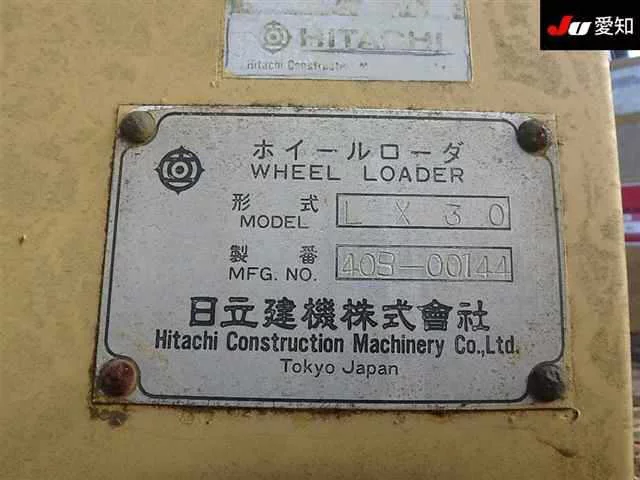 JU 愛知
HITACHI
Hitachi Construct
ホイールローダ
WHEEL LOADER
形式 LX30
MODEL
製番 408-00144
MFG. NO.
日立建機株式會社
Hitachi Construction Machinery Co.,Ltd.
Tokyo Japan